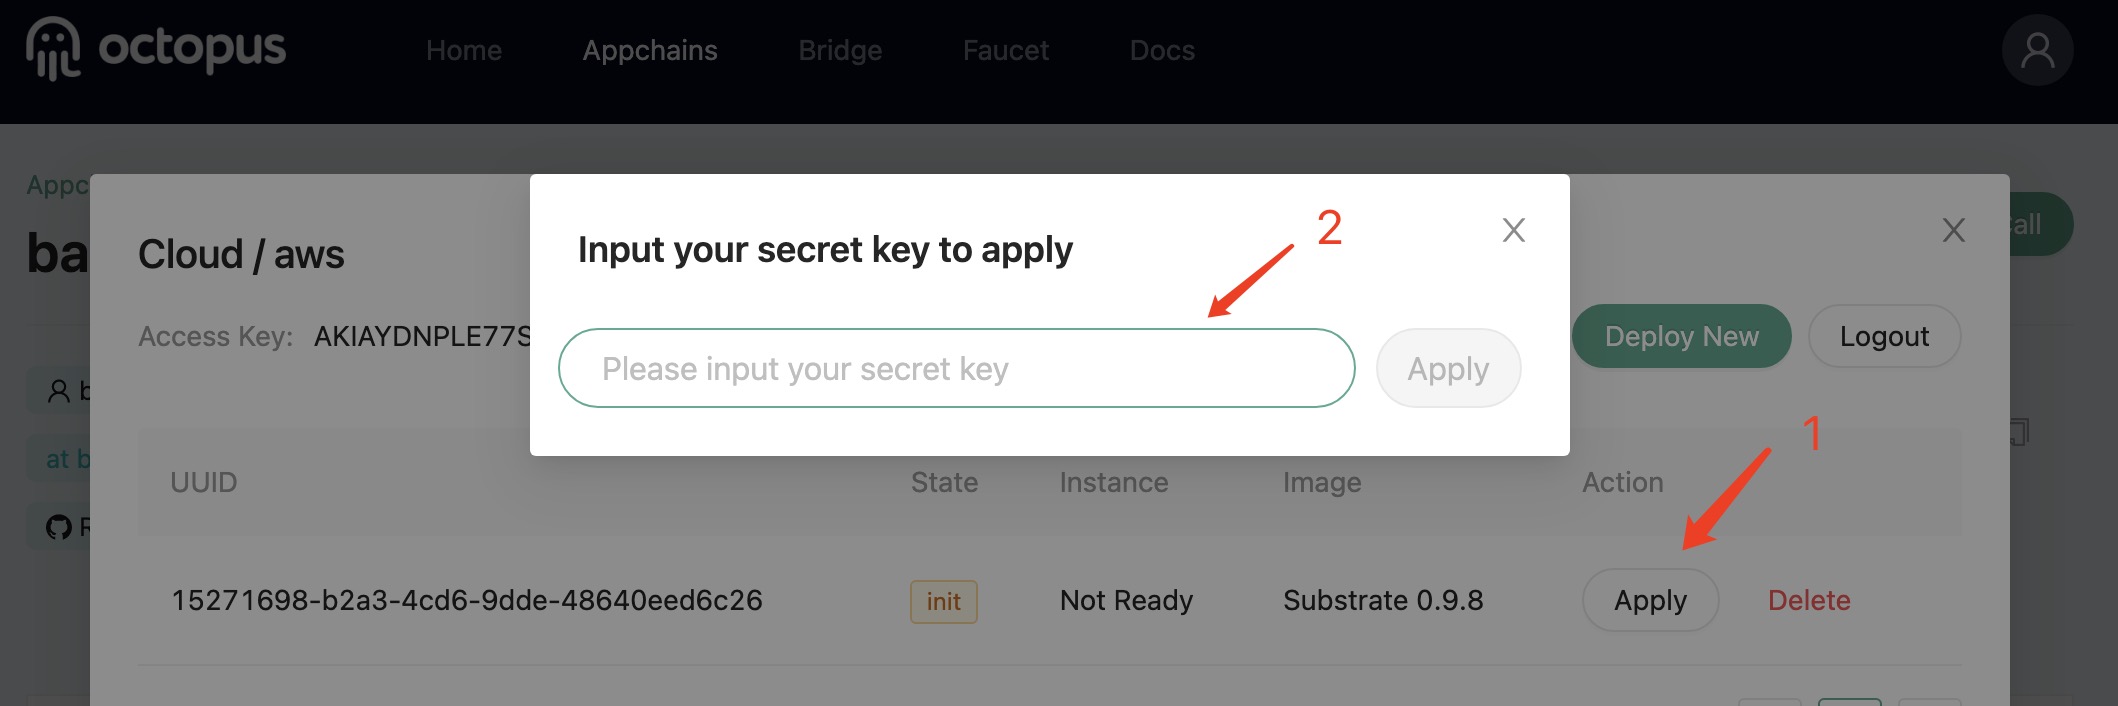 octopus Home Appchains Bridge Faucet Docs
Appc
ba
Cloud / aws
Input your secret key to apply
2
all
Access Key: AKIAYDNPLE77S
Please input your secret key
Apply
Deploy New
Logout
1
b
at b
R
UUID State Instance Image Action
15271698-b2a3-4cd6-9dde-48640eed6c26 init Not Ready Substrate 0.9.8 Apply Delete